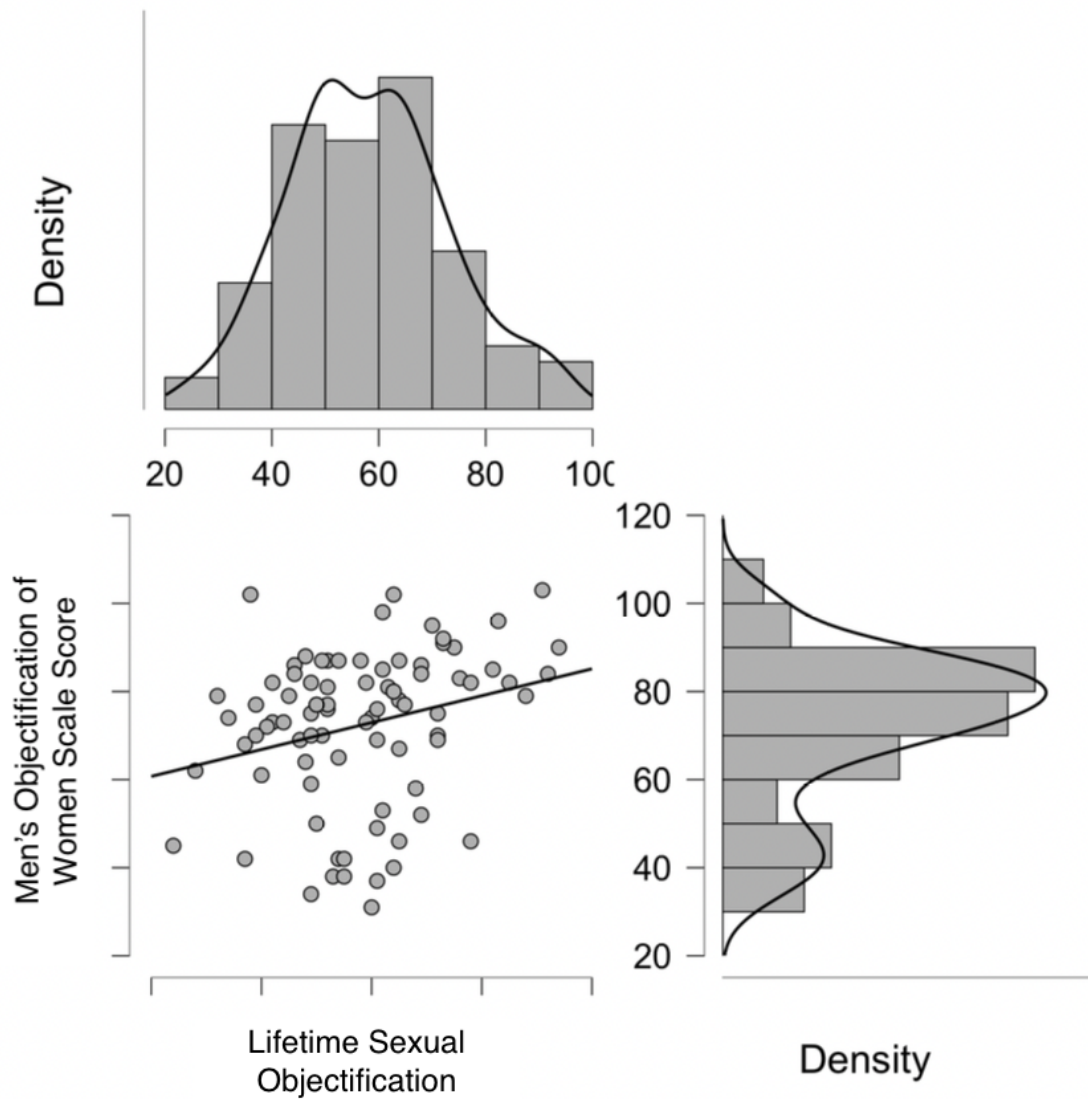 Density
20 40 60 80 100
Men’s Objectification of
Women Scale Score
120
100
80
60
40
20
Lifetime Sexual
Objectification
Density